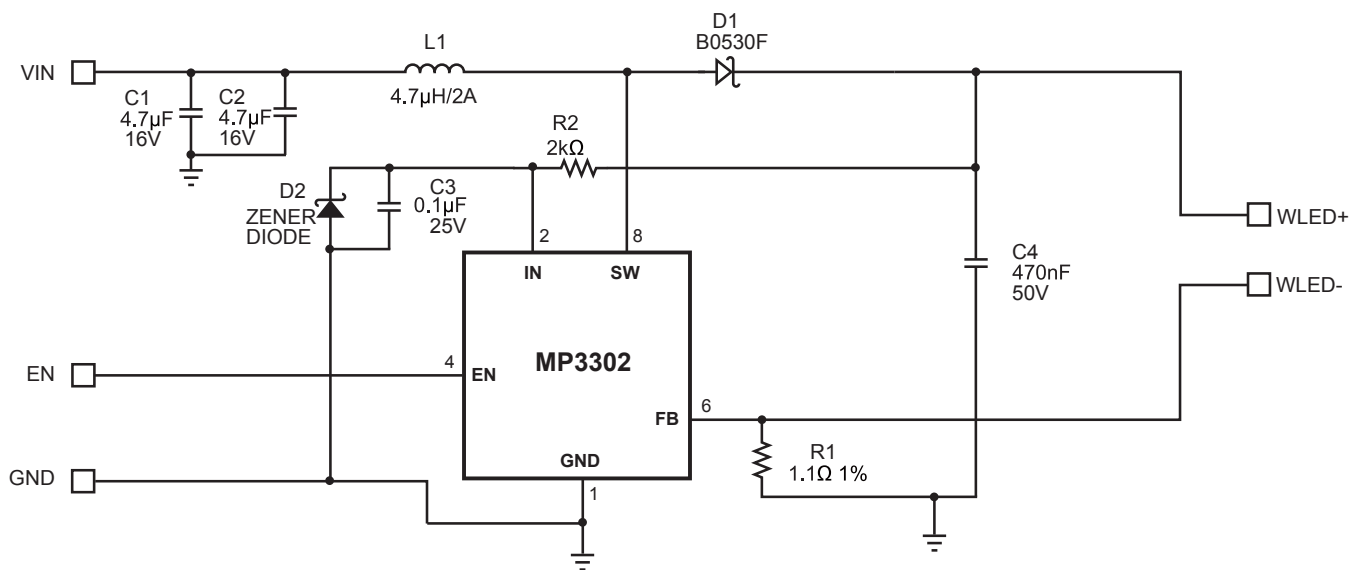 D1
B0530F
L1
VIN
4.7µH/2A
C1
4.7µF
16V
C2
4.7µF
16V
R2
2kΩ
D2
ZENER
DIODE
C3
0.1µF
25V
WLED+
2
8
IN
SW
C4
470nF
50V
WLED-
MP3302
EN
4
EN
6
FB
R1
1.1Ω 1%
GND
GND
1